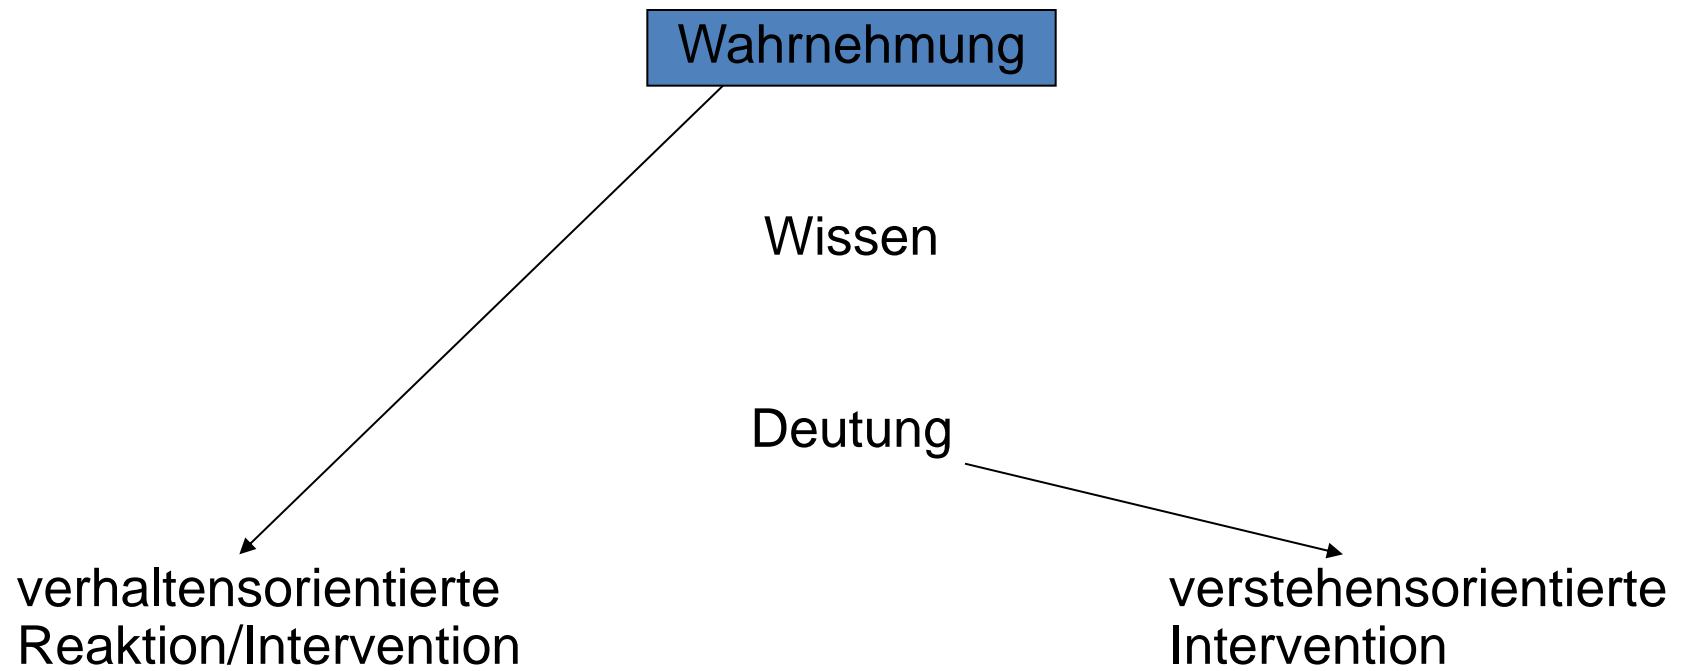 Wahrnehmung
Wissen
Deutung
verhaltensorientierte
Reaktion/Intervention
verstehensorientierte
Intervention